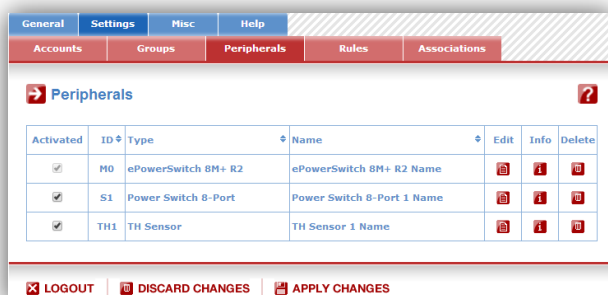 General Settings Misc Help
Accounts Groups Peripherals Rules Associations
Peripherals ?
Activated ID Type Name Edit Info Delete
M0 ePowerSwitch 8M+ R2 ePowerSwitch 8M+ R2 Name
S1 Power Switch 8-Port Power Switch 8-Port 1 Name
TH1 TH Sensor TH Sensor 1 Name
LOGOUT DISCARD CHANGES APPLY CHANGES